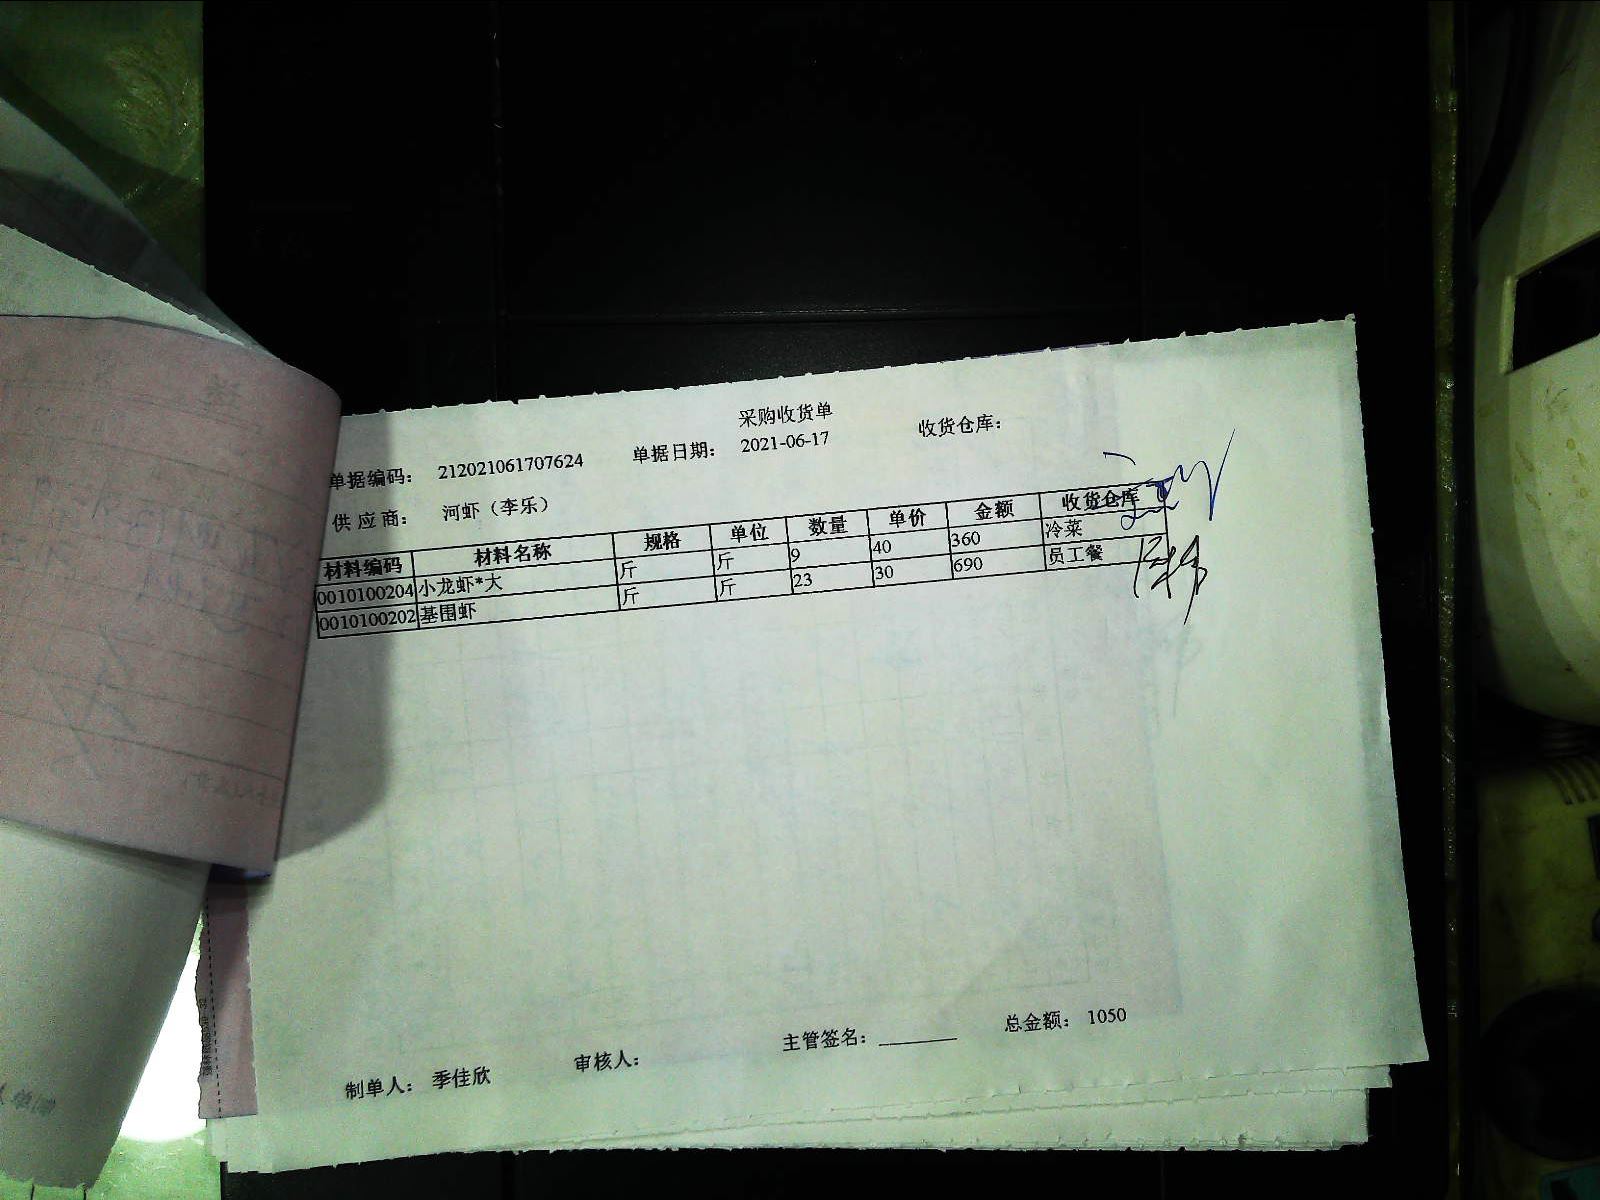 采购收货单
单据编码： 212021061707624 单据日期： 2021-06-17 收货仓库：
供 应 商： 河虾（李乐）
材料编码 材料名称 规格 单位 数量 单价 金额 收货仓库
0010100204 小龙虾*大 斤 斤 9 40 360 冷菜
0010100202 基围虾 斤 斤 23 30 690 员工餐
制单人： 季佳欣 审核人： 主管签名： 总金额： 1050